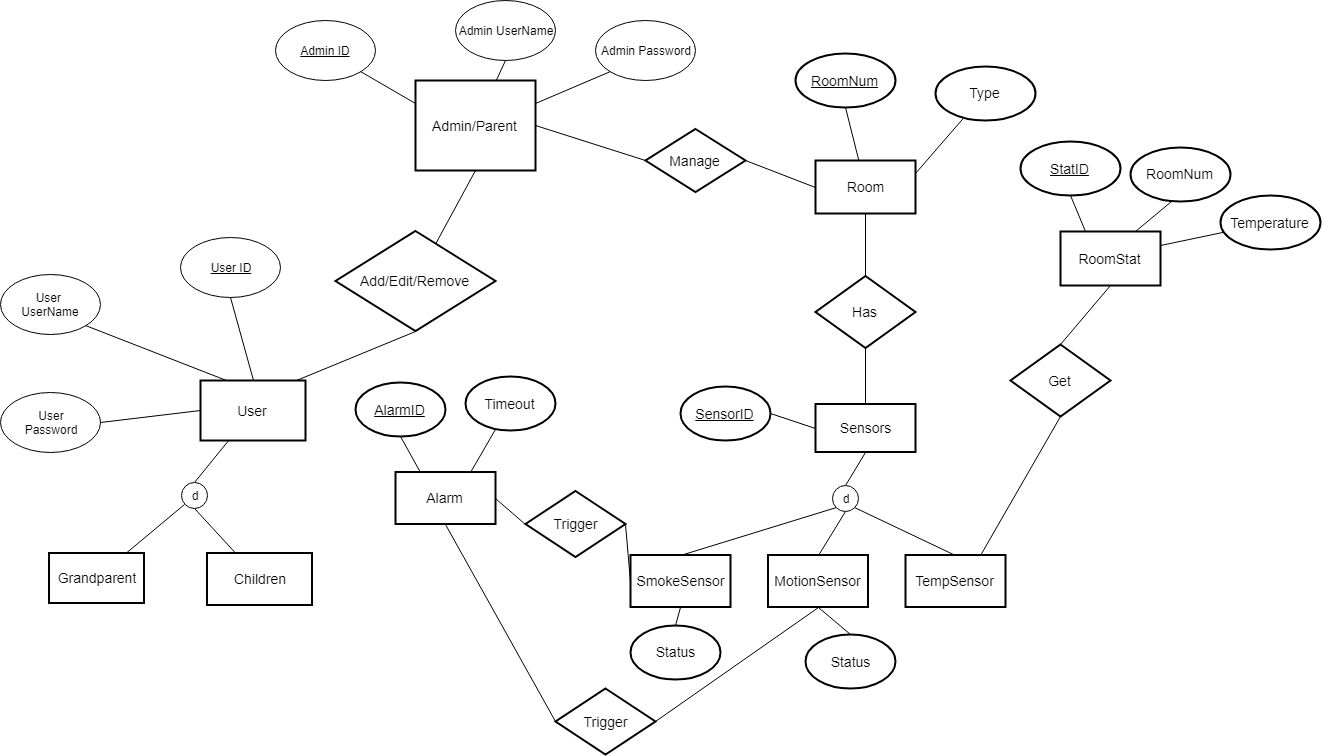 Admin UserName
Admin ID
Admin Password
RoomNum
Type
Admin/Parent
Manage
Room
StatID
RoomNum
Temperature
RoomStat
User ID
Add/Edit/Remove
User
UserName
Has
Get
User
User
Password
AlarmID
Timeout
SensorID
Sensors
d
d
Alarm
Trigger
Grandparent
Children
SmokeSensor
MotionSensor
TempSensor
Status
Status
Trigger